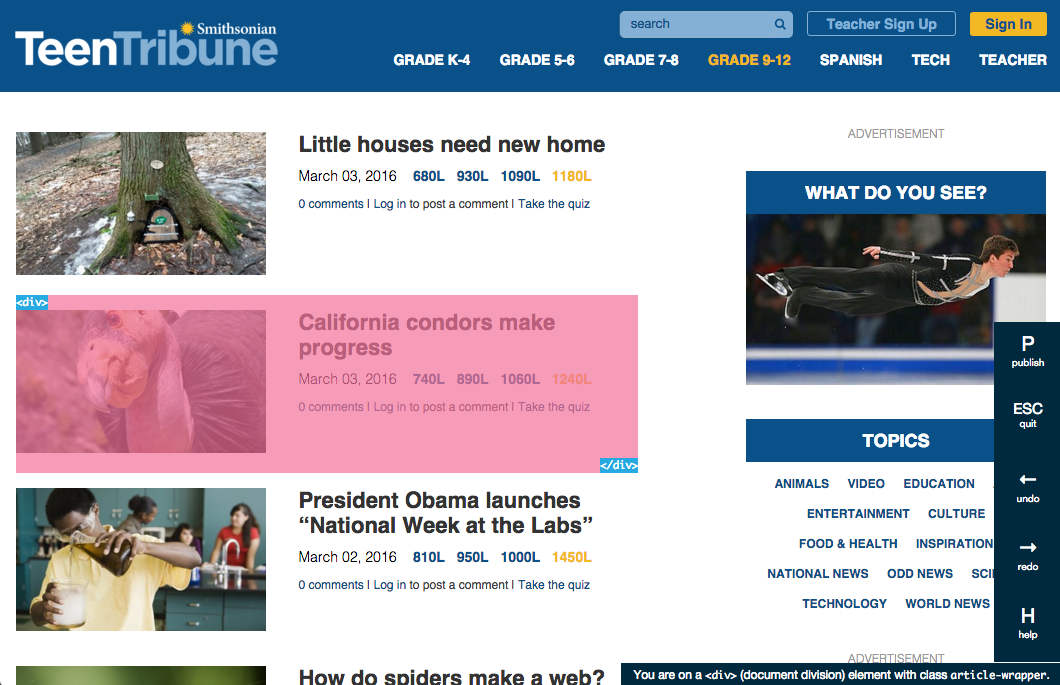 Smithsonian
TeenTribune
search
Teacher Sign Up
Sign In
GRADE K-4 GRADE 5-6 GRADE 7-8 GRADE 9-12 SPANISH TECH TEACHER
Little houses need new home
March 03, 2016 680L 930L 1090L 1180L
0 comments | Log in to post a comment | Take the quiz
<div>
California condors make
progress
March 03, 2016 740L 890L 1060L 1240L
0 comments | Log in to post a comment | Take the quiz
</div>
President Obama launches
“National Week at the Labs”
March 02, 2016 810L 950L 1000L 1450L
0 comments | Log in to post a comment | Take the quiz
How do spiders make a web?
ADVERTISEMENT
WHAT DO YOU SEE?
TOPICS
ANIMALS VIDEO EDUCATION
ENTERTAINMENT CULTURE
FOOD & HEALTH INSPIRATION
NATIONAL NEWS ODD NEWS
TECHNOLOGY WORLD NEWS
ADVERTISEMENT
P
publish
ESC
quit
←
undo
→
redo
H
help
You are on a <div> (document division) element with class article-wrapper.